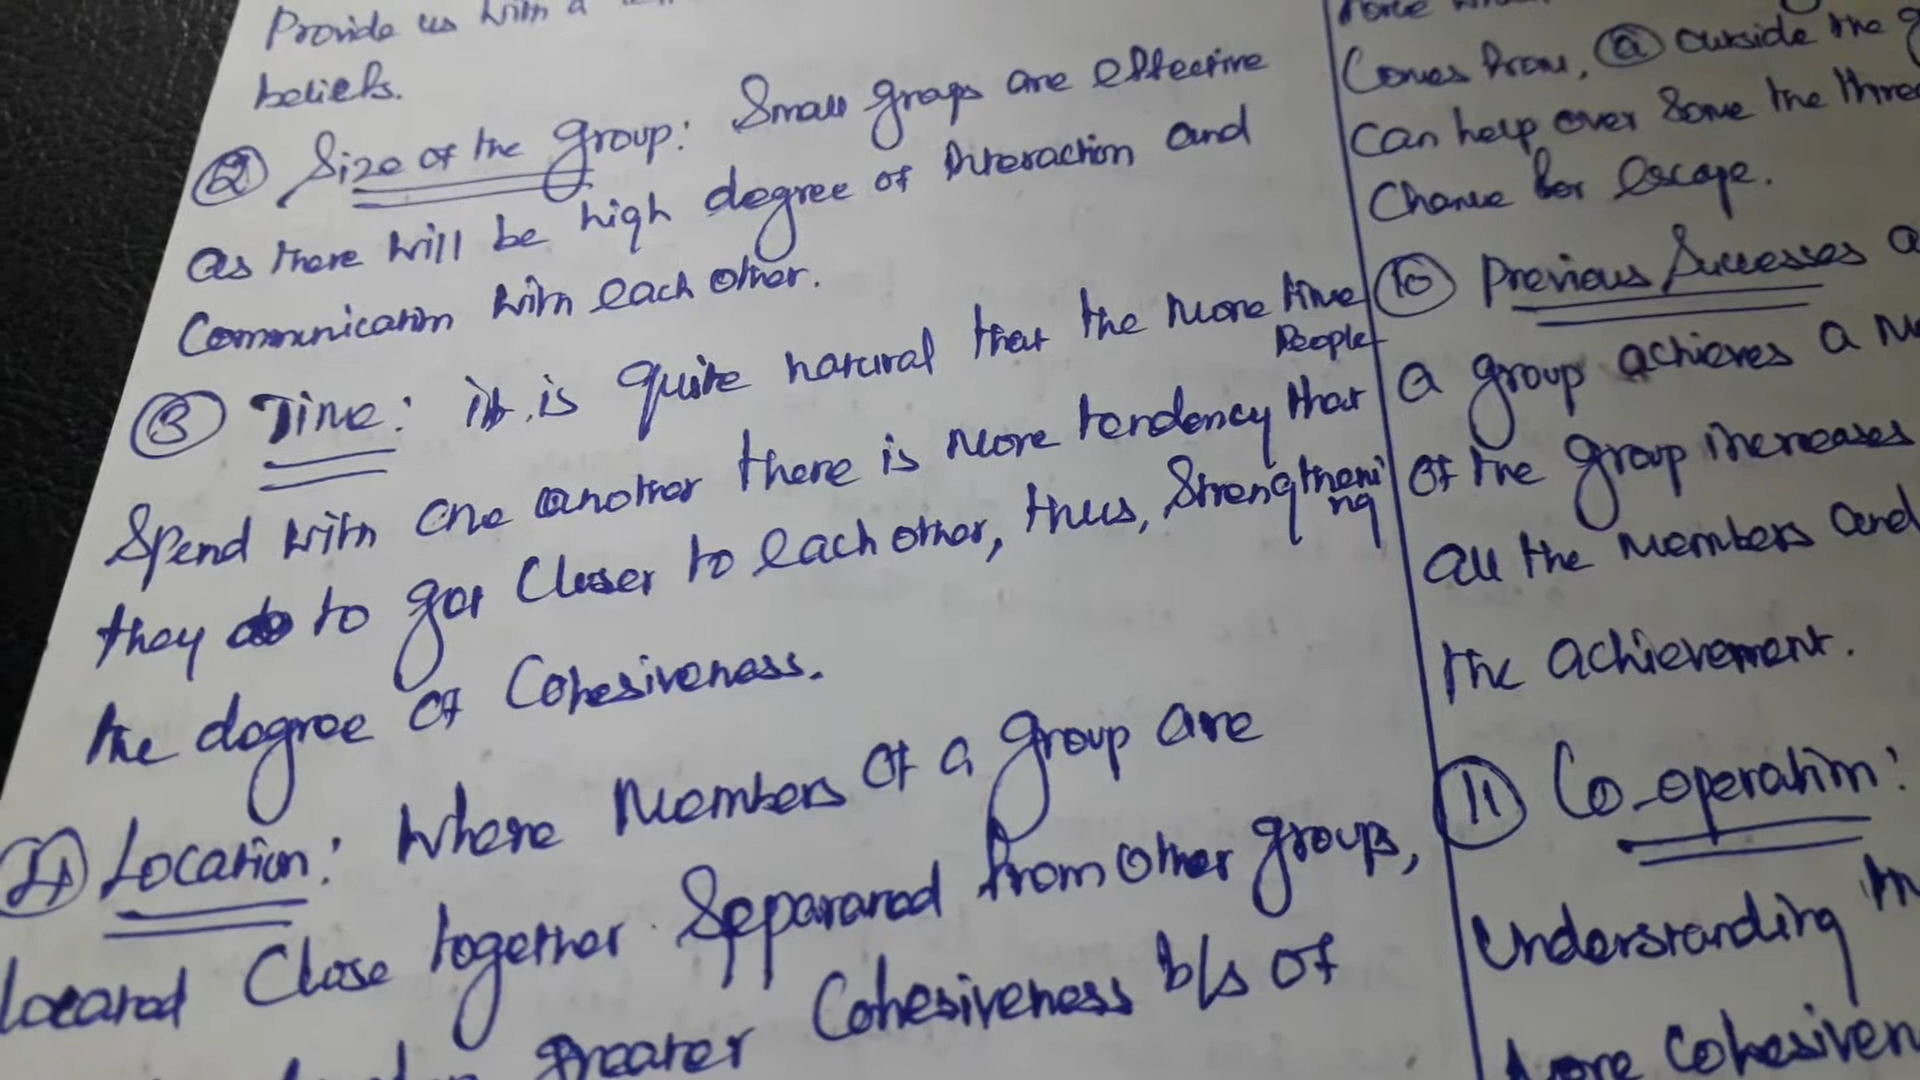 Provide us with a
beliefs.
② Size of the group: Small groups are effective
as there will be high degree of interaction and
Communication with each other.
③ Time: it is quite natural that the more time
People
Spend with one another there is more tendency that
they to get Closer to each other, thus, Strengtheni
ng
the degree of Cohesiveness.
④ Location: Where members of a group are
located Close together Separated from other groups,
greater Cohesiveness b/s of
Comes from, ⓐ outside the
Can help over Some the
Chance for Escape.
⑩ Previous Successes
a group achieves a
of the group increases
all the members and
the achievement.
⑪ Co-operation:
Understanding
more